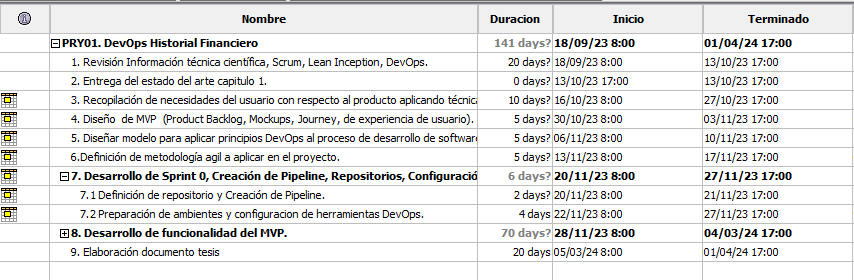 Nombre Duracion Inicio Terminado
PRY01. DevOps Historial Financiero 141 days? 18/09/23 8:00 01/04/24 17:00
1. Revisión Información técnica científica, Scrum, Lean Inception, DevOps. 20 days? 18/09/23 8:00 13/10/23 17:00
2. Entrega del estado del arte capitulo 1. 0 days? 13/10/23 17:00 13/10/23 17:00
3. Recopilación de necesidades del usuario con respecto al producto aplicando técnica 10 days? 16/10/23 8:00 27/10/23 17:00
4. Diseño de MVP (Product Backlog, Mockups, Journey, de experiencia de usuario). 5 days? 30/10/23 8:00 03/11/23 17:00
5. Diseñar modelo para aplicar principios DevOps al proceso de desarrollo de software 5 days? 06/11/23 8:00 10/11/23 17:00
6.Definición de metodología agil a aplicar en el proyecto. 5 days? 13/11/23 8:00 17/11/23 17:00
7. Desarrollo de Sprint 0, Creación de Pipeline, Repositorios, Configuració 6 days? 20/11/23 8:00 27/11/23 17:00
7.1 Definición de repositorio y Creación de Pipeline. 2 days? 20/11/23 8:00 21/11/23 17:00
7.2 Preparación de ambientes y configuracion de herramientas DevOps. 4 days 22/11/23 8:00 27/11/23 17:00
8. Desarrollo de funcionalidad del MVP. 70 days? 28/11/23 8:00 04/03/24 17:00
9. Elaboración documento tesis 20 days 05/03/24 8:00 01/04/24 17:00